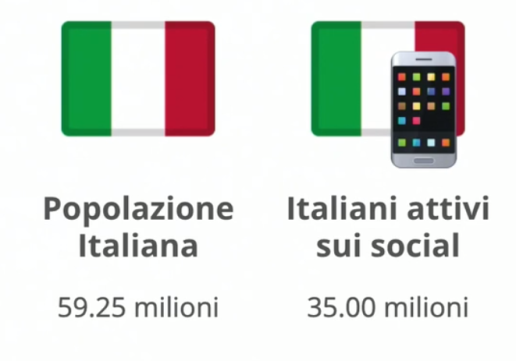 Popolazione
Italiana
59.25 milioni
Italiani attivi
sui social
35.00 milioni